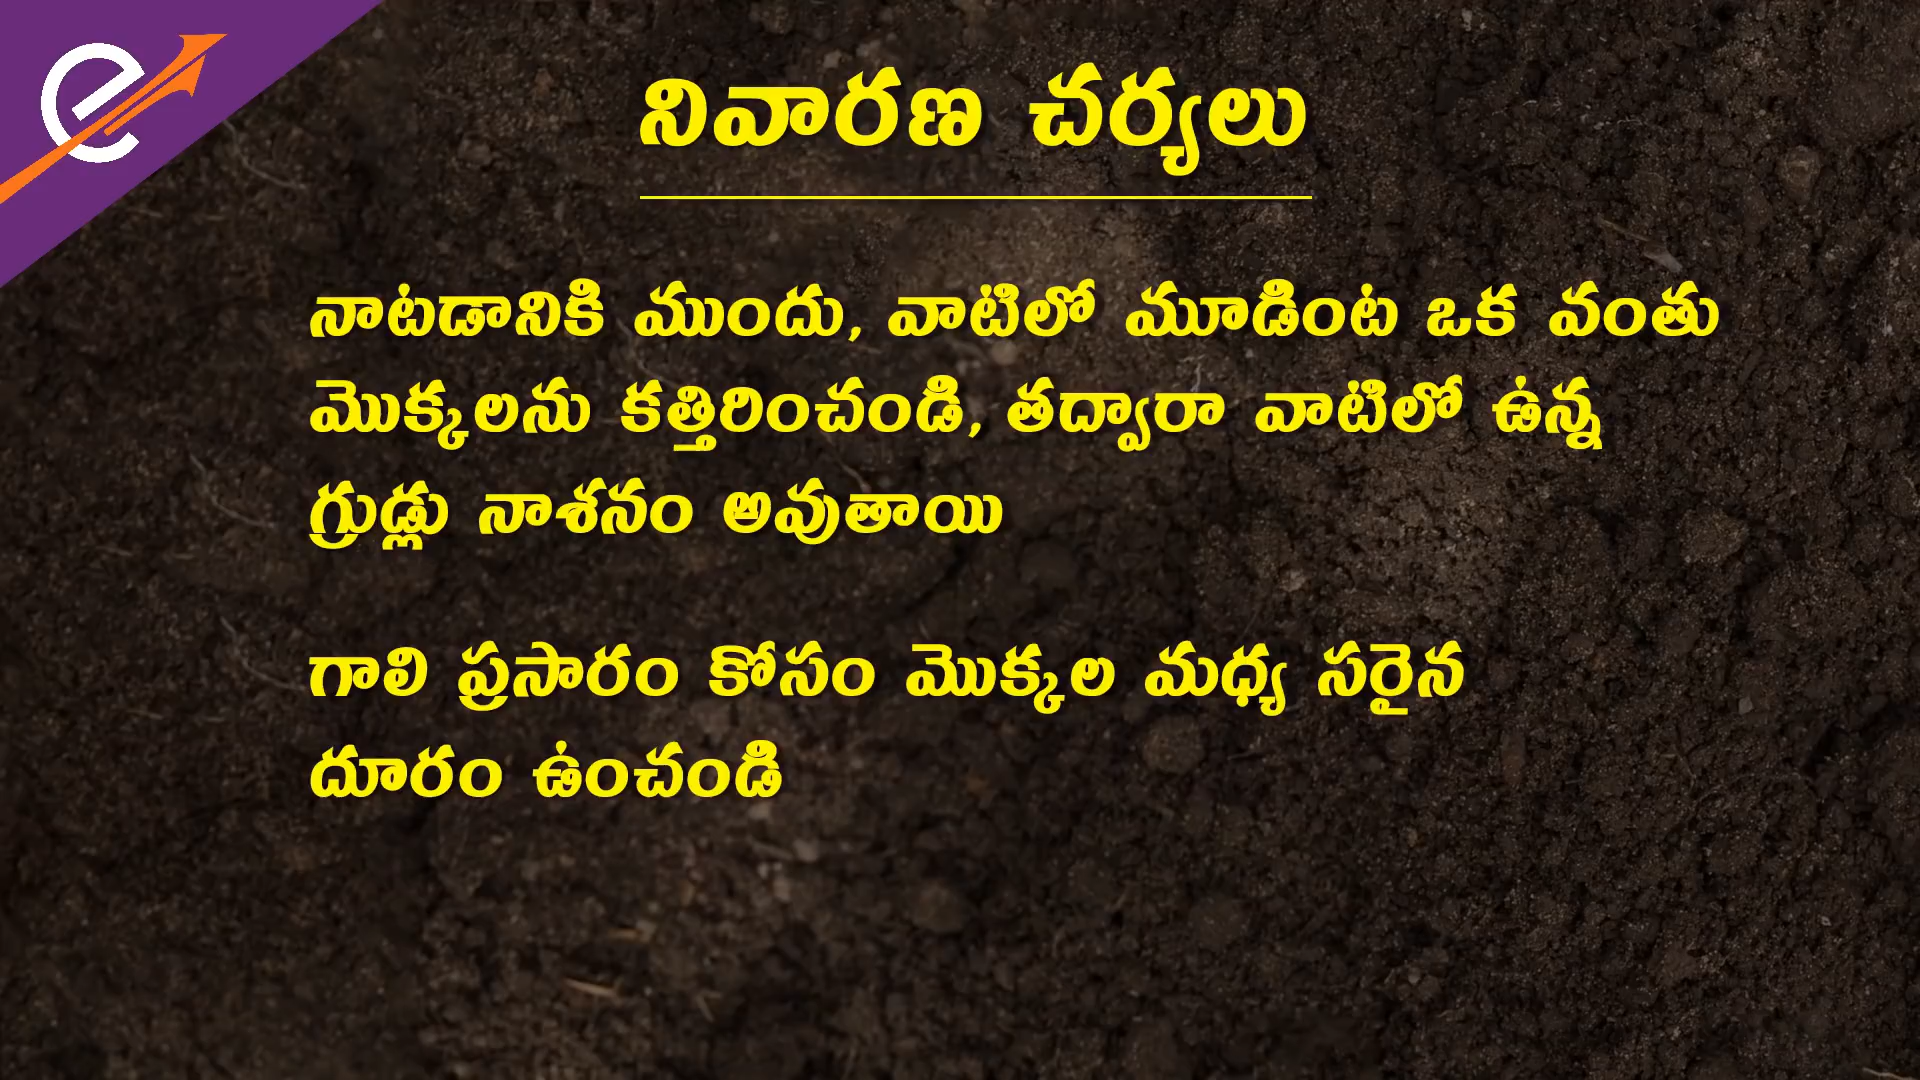 నివారణ చర్యలు
నాటడానికి ముందు, వాటిలో మూడింట ఒక వంతు
మొక్కలను కత్తిరించండి, తద్వారా వాటిలో ఉన్న
గ్రుడ్లు నాశనం అవుతాయి
గాలి ప్రసారం కోసం మొక్కల మధ్య సరైన
దూరం ఉంచండి